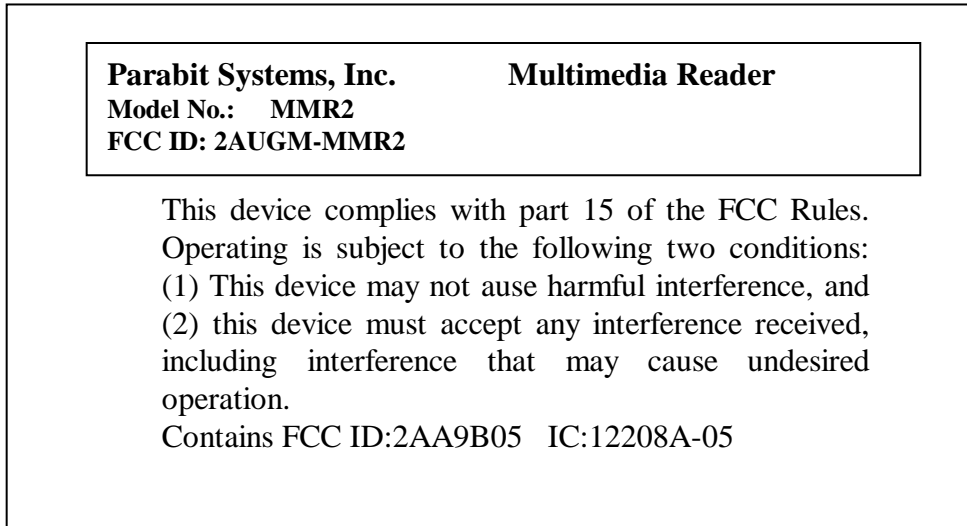 Parabit Systems, Inc. Multimedia Reader
Model No.: MMR2
FCC ID: 2AUGM-MMR2
This device complies with part 15 of the FCC Rules.
Operating is subject to the following two conditions:
(1) This device may not ause harmful interference, and
(2) this device must accept any interference received,
including interference that may cause undesired
operation.
Contains FCC ID:2AA9B05 IC:12208A-05